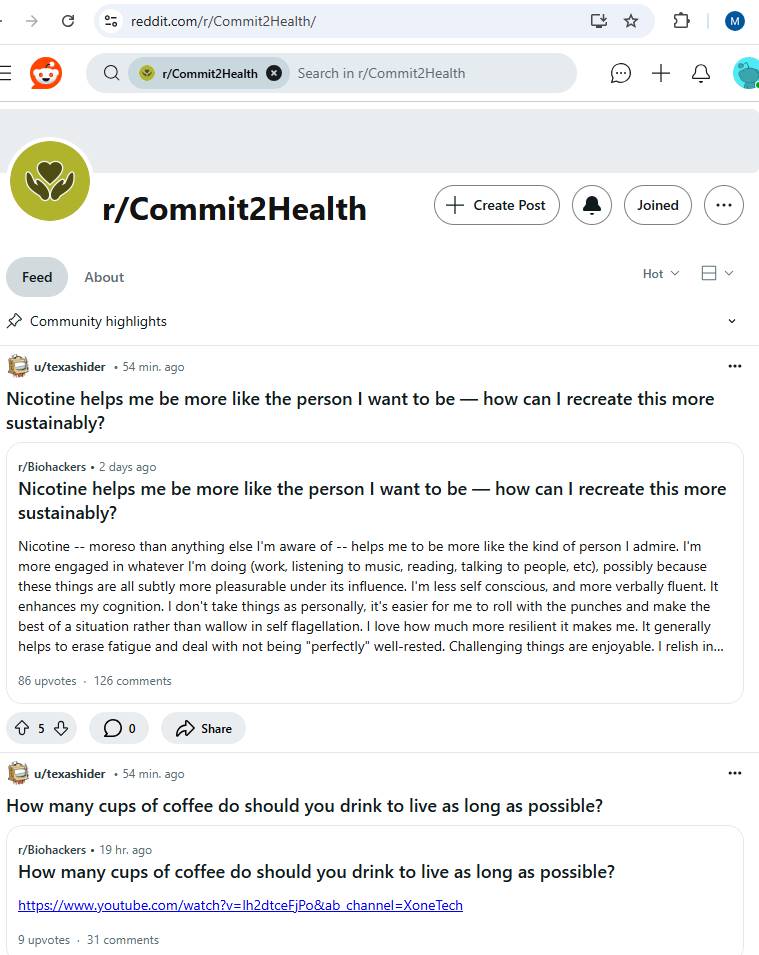 reddit.com/r/Commit2Health/
M
r/Commit2Health
Search in r/Commit2Health
r/Commit2Health
Create Post
Joined
Feed
About
Hot
Community highlights
u/texashider • 54 min. ago
Nicotine helps me be more like the person I want to be — how can I recreate this more
sustainably?
r/Biohackers • 2 days ago
Nicotine helps me be more like the person I want to be — how can I recreate this more
sustainably?
Nicotine -- moreso than anything else I'm aware of -- helps me to be more like the kind of person I admire. I'm
more engaged in whatever I'm doing (work, listening to music, reading, talking to people, etc), possibly because
these things are all subtly more pleasurable under its influence. I'm less self conscious, and more verbally fluent. It
enhances my cognition. I don't take things as personally, it's easier for me to roll with the punches and make the
best of a situation rather than wallow in self flagellation. I love how much more resilient it makes me. It generally
helps to erase fatigue and deal with not being "perfectly" well-rested. Challenging things are enjoyable. I relish in...
86 upvotes · 126 comments
5
0
Share
u/texashider • 54 min. ago
How many cups of coffee do should you drink to live as long as possible?
r/Biohackers • 19 hr. ago
How many cups of coffee do should you drink to live as long as possible?
https://www.youtube.com/watch?v=Ih2dtceFjPo&ab_channel=XoneTech
9 upvotes · 31 comments